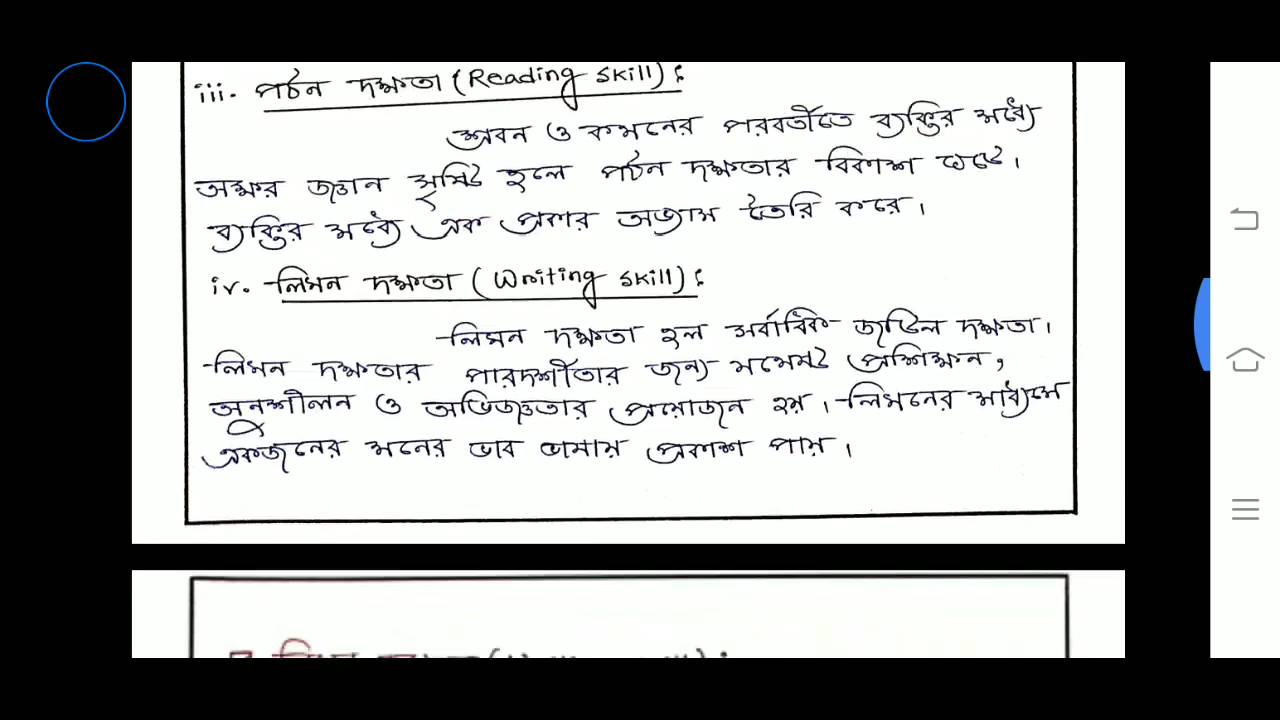 iii. পঠন দক্ষতা (Reading skill) :
শ্রবন ও কথনের পরবর্তীতে ব্যক্তির মধ্যে
অক্ষর জ্ঞান সৃষ্টি হলে পঠন দক্ষতার বিকাশ ঘটে।
ব্যক্তির মধ্যে এক প্রকার অভ্যাস তৈরি করে।
iv. লিখন দক্ষতা (Writing skill) :
লিখন দক্ষতা হল সর্বাধিক জটিল দক্ষতা।
লিখন দক্ষতার পারদর্শীতার জন্য যথেষ্ট প্রশিক্ষন,
অনুশীলন ও অভিজ্ঞতার প্রয়োজন হয়। লিখনের মাধ্যমে
একজনের মনের ভাব ভাষায় প্রকাশ পায়।